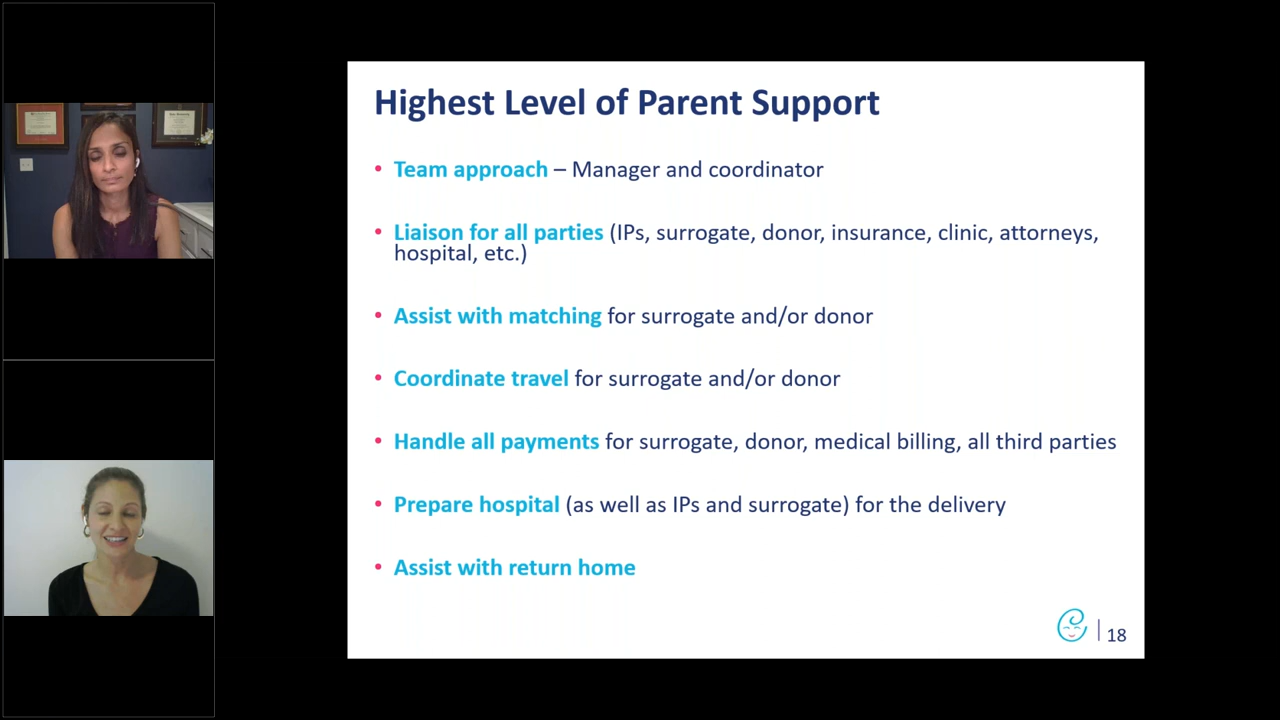 Highest Level of Parent Support
• Team approach – Manager and coordinator
• Liaison for all parties (IPs, surrogate, donor, insurance, clinic, attorneys,
hospital, etc.)
• Assist with matching for surrogate and/or donor
• Coordinate travel for surrogate and/or donor
• Handle all payments for surrogate, donor, medical billing, all third parties
• Prepare hospital (as well as IPs and surrogate) for the delivery
• Assist with return home
18